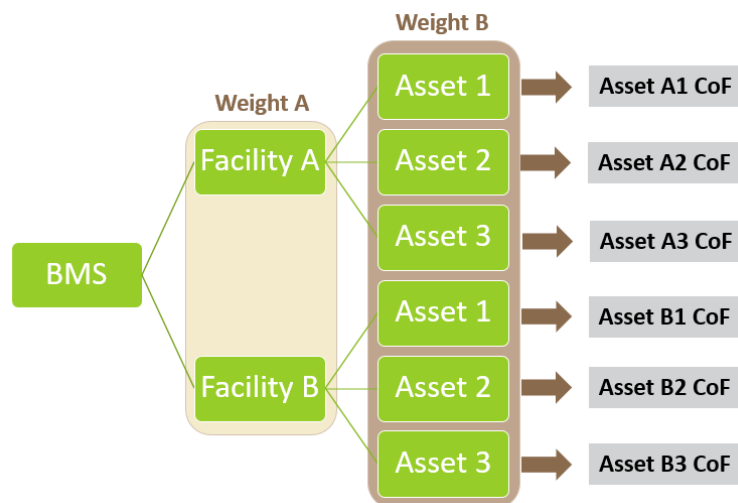 Weight B
Weight A
Asset 1
Asset A1 CoF
Facility A
Asset 2
Asset A2 CoF
Asset 3
Asset A3 CoF
BMS
Asset 1
Asset B1 CoF
Facility B
Asset 2
Asset B2 CoF
Asset 3
Asset B3 CoF